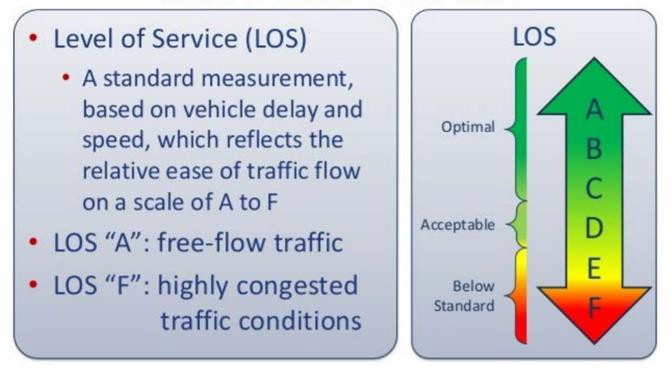 • Level of Service (LOS)
• A standard measurement,
based on vehicle delay and
speed, which reflects the
relative ease of traffic flow
on a scale of A to F
• LOS “A”: free-flow traffic
• LOS “F”: highly congested
traffic conditions
LOS
Optimal
Acceptable
Below
Standard
A
B
C
D
E
F